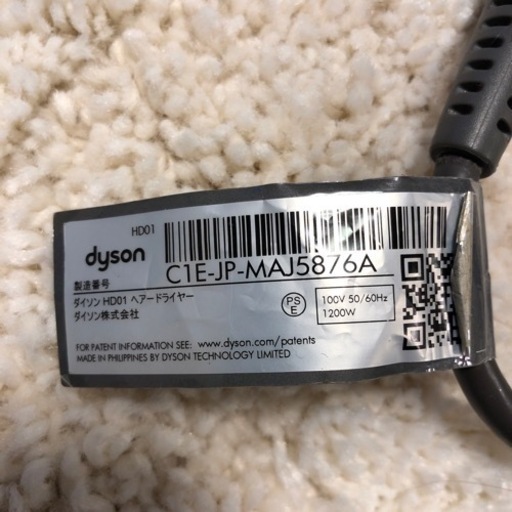 HD01
dyson
製造番号
C1E-JP-MAJ5876A
ダイソン HD01 ヘアードライヤー
ダイソン株式会社
PS
E
100V 50/60Hz
1200W
FOR PATENT INFORMATION SEE: www.dyson.com/patents
MADE IN PHILIPPINES BY DYSON TECHNOLOGY LIMITED